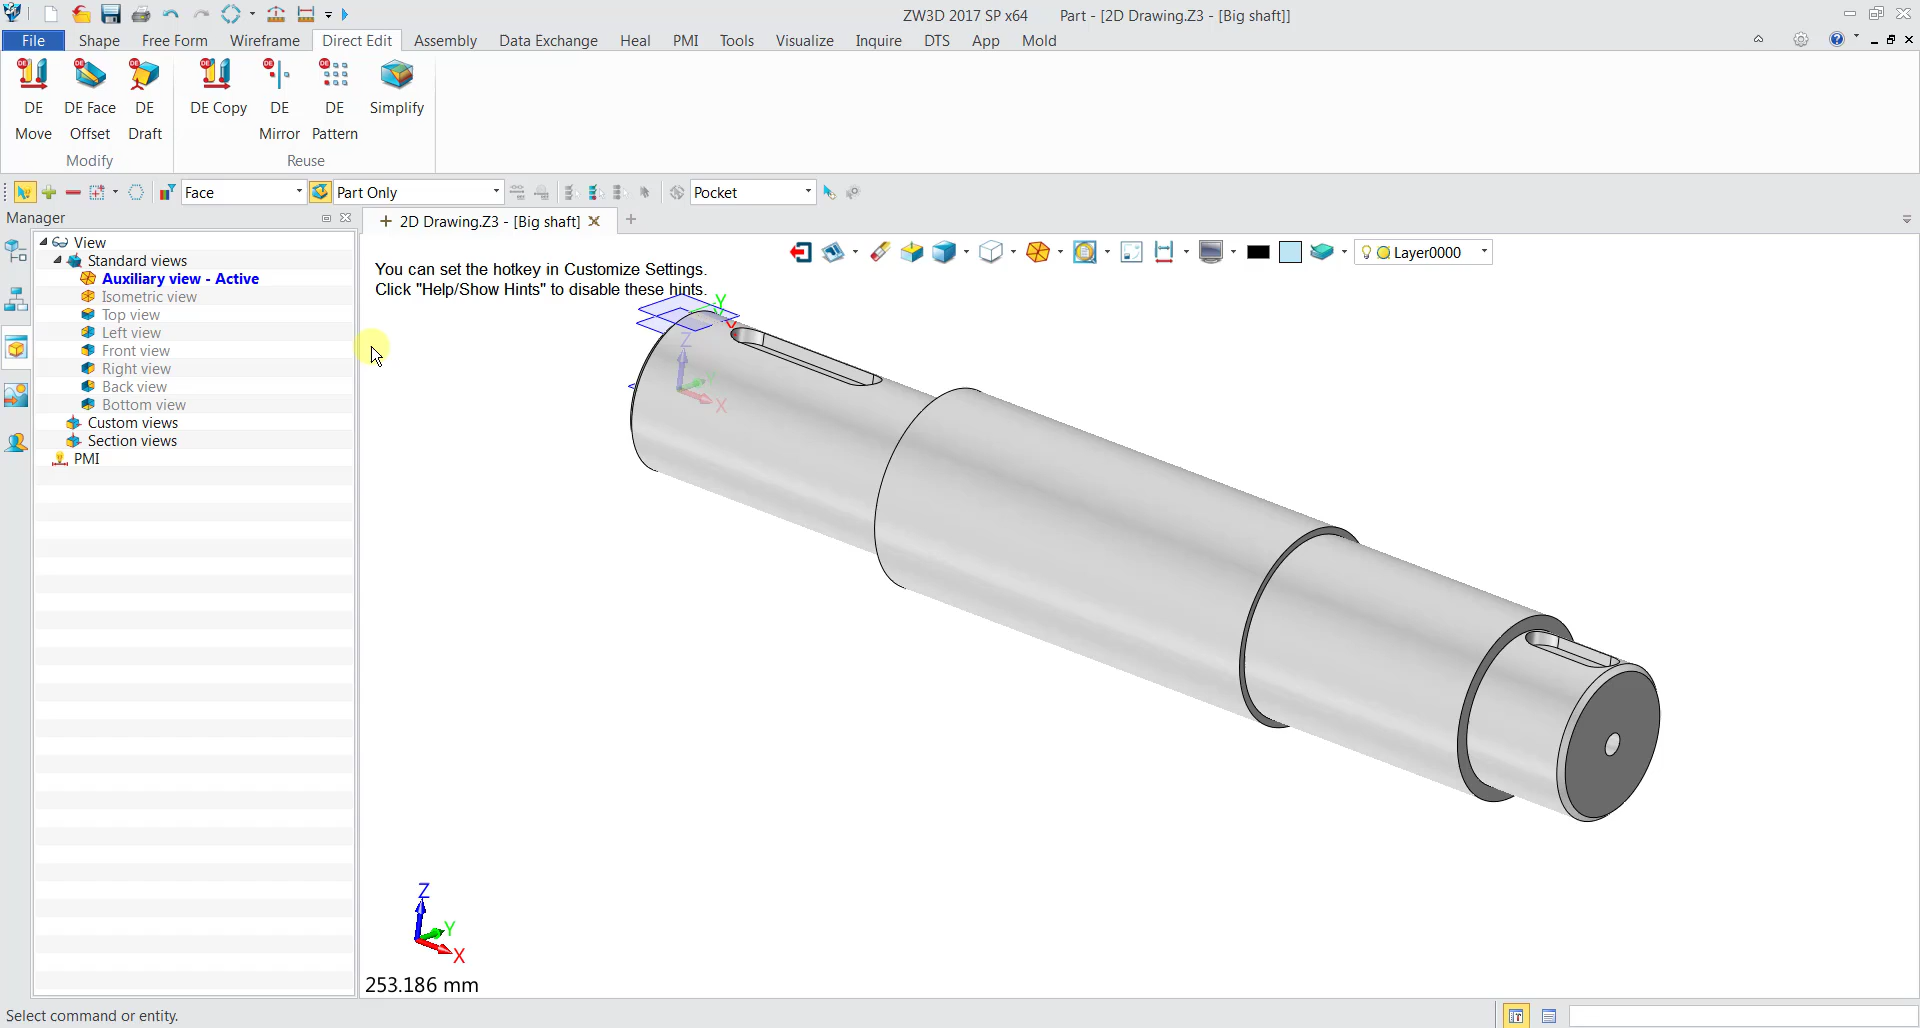 ZW3D 2017 SP x64 Part - [2D Drawing.Z3 - [Big shaft]]
File Shape Free Form Wireframe Direct Edit Assembly Data Exchange Heal PMI Tools Visualize Inquire DTS App Mold
DE Move
DE Face Offset
DE Draft
DE Copy
DE Mirror
DE Pattern
Simplify
Modify
Reuse
Face
Part Only
Pocket
Manager
2D Drawing.Z3 - [Big shaft]
View
Standard views
Auxiliary view - Active
Isometric view
Top view
Left view
Front view
Right view
Back view
Bottom view
Custom views
Section views
PMI
You can set the hotkey in Customize Settings.
Click "Help/Show Hints" to disable these hints.
Layer0000
Y
Z
X
Z
Y
X
253.186 mm
Select command or entity.